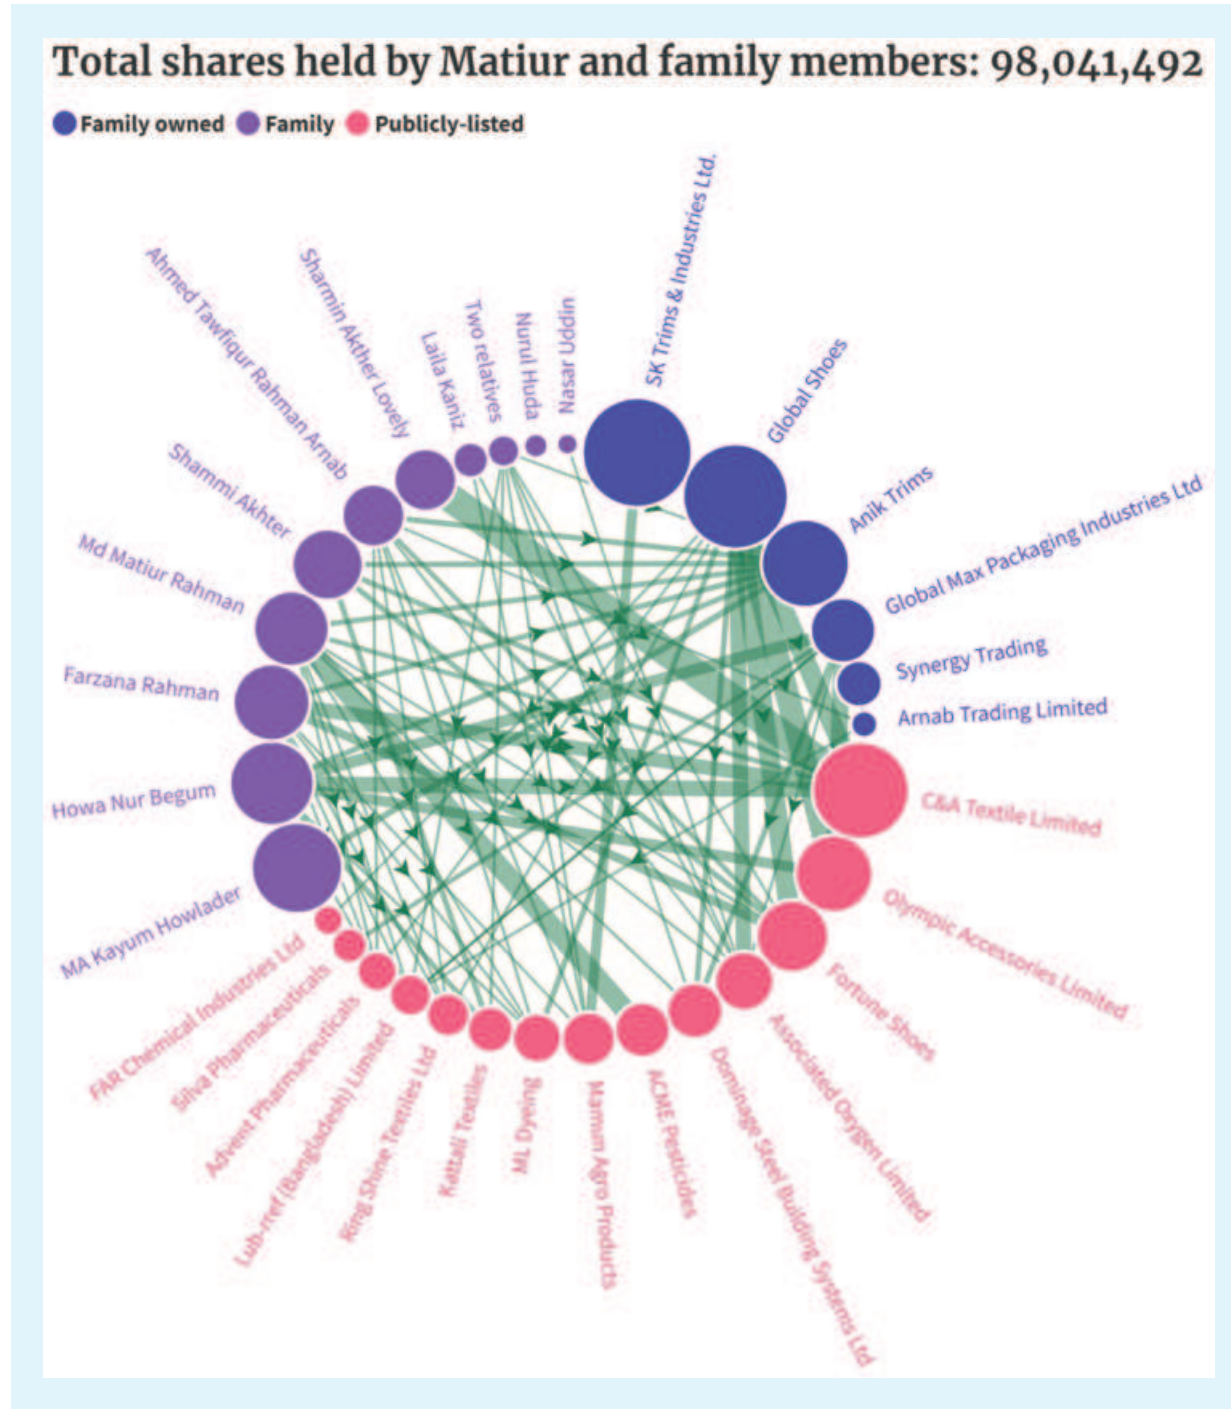 Total shares held by Matiur and family members: 98,041,492
Family owned Family Publicly-listed
SK Trims & Industries Ltd.
Global Shoes
Anik Trims
Global Max Packaging Industries Ltd
Synergy Trading
Arnab Trading Limited
C&A Textile Limited
Olympic Accessories Limited
Fortune Shoes
Associated Oxygen Limited
Dominage Steel Building Systems Ltd
ACME Pesticides
Mamun Agro Products
ML Dyeing
Kattali Textiles
Ring Shine Textiles Ltd
Lub-rref (Bangladesh) Limited
Advent Pharmaceuticals
Silva Pharmaceuticals
FAR Chemical Industries Ltd
MA Kayum Howlader
Howa Nur Begum
Farzana Rahman
Md Matiur Rahman
Shammi Akhter
Ahmed Tawfiqur Rahman Arnab
Sharmin Akther Lovely
Laila Kaniz
Two relatives
Nurul Huda
Nasar Uddin